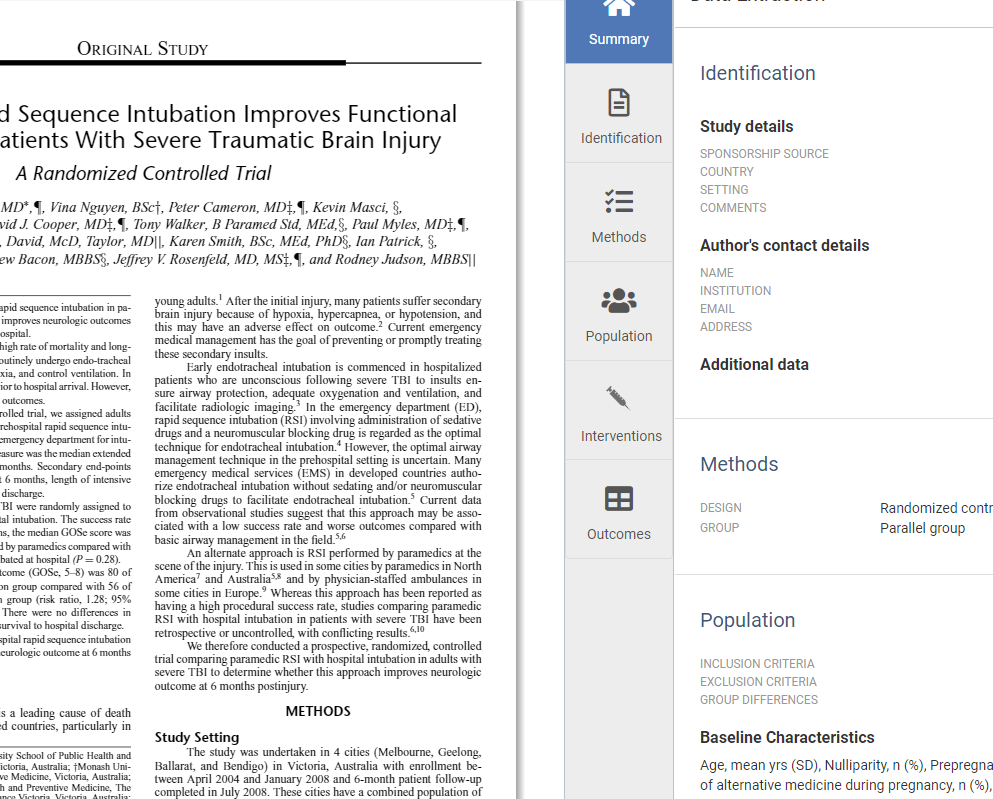 ORIGINAL STUDY
d Sequence Intubation Improves Functional
atients With Severe Traumatic Brain Injury
A Randomized Controlled Trial
MD*,¶, Vina Nguyen, BSc†, Peter Cameron, MD‡,¶, Kevin Masci, §,
vid J. Cooper, MD‡,¶, Tony Walker, B Paramed Std, MEd,§, Paul Myles, MD‡,¶,
, David, McD, Taylor, MD||, Karen Smith, BSc, MEd, PhD§, Ian Patrick, §,
ew Bacon, MBBS§, Jeffrey V. Rosenfeld, MD, MS‡,¶, and Rodney Judson, MBBS||
apid sequence intubation in pa-
improves neurologic outcomes
ospital.
high rate of mortality and long-
outinely undergo endo-tracheal
xia, and control ventilation. In
rior to hospital arrival. However,
outcomes.
rolled trial, we assigned adults
rehospital rapid sequence intu-
emergency department for intu-
easure was the median extended
months. Secondary end-points
t 6 months, length of intensive
discharge.
TBI were randomly assigned to
tal intubation. The success rate
hs, the median GOSe score was
d by paramedics compared with
bated at hospital (P = 0.28).
tcome (GOSe, 5–8) was 80 of
on group compared with 56 of
n group (risk ratio, 1.28; 95%
There were no differences in
survival to hospital discharge.
spital rapid sequence intubation
neurologic outcome at 6 months
is a leading cause of death
ed countries, particularly in
sity School of Public Health and
ictoria, Australia; †Monash Uni-
ve Medicine, Victoria, Australia;
h and Preventive Medicine, The
ance Victoria, Victoria, Australia;
young adults.1 After the initial injury, many patients suffer secondary
brain injury because of hypoxia, hypercapnea, or hypotension, and
this may have an adverse effect on outcome.2 Current emergency
medical management has the goal of preventing or promptly treating
these secondary insults.
Early endotracheal intubation is commenced in hospitalized
patients who are unconscious following severe TBI to insults en-
sure airway protection, adequate oxygenation and ventilation, and
facilitate radiologic imaging.3 In the emergency department (ED),
rapid sequence intubation (RSI) involving administration of sedative
drugs and a neuromuscular blocking drug is regarded as the optimal
technique for endotracheal intubation.4 However, the optimal airway
management technique in the prehospital setting is uncertain. Many
emergency medical services (EMS) in developed countries autho-
rize endotracheal intubation without sedating and/or neuromuscular
blocking drugs to facilitate endotracheal intubation.5 Current data
from observational studies suggest that this approach may be asso-
ciated with a low success rate and worse outcomes compared with
basic airway management in the field.5,6
An alternate approach is RSI performed by paramedics at the
scene of the injury. This is used in some cities by paramedics in North
America7 and Australia5,8 and by physician-staffed ambulances in
some cities in Europe.9 Whereas this approach has been reported as
having a high procedural success rate, studies comparing paramedic
RSI with hospital intubation in patients with severe TBI have been
retrospective or uncontrolled, with conflicting results.6,10
We therefore conducted a prospective, randomized, controlled
trial comparing paramedic RSI with hospital intubation in adults with
severe TBI to determine whether this approach improves neurologic
outcome at 6 months postinjury.
METHODS
Study Setting
The study was undertaken in 4 cities (Melbourne, Geelong,
Ballarat, and Bendigo) in Victoria, Australia with enrollment be-
tween April 2004 and January 2008 and 6-month patient follow-up
completed in July 2008. These cities have a combined population of
Summary
Identification
Methods
Population
Interventions
Outcomes
Data Extraction
Identification
Study details
SPONSORSHIP SOURCE
COUNTRY
SETTING
COMMENTS
Author's contact details
NAME
INSTITUTION
EMAIL
ADDRESS
Additional data
Methods
DESIGN Randomized contr
GROUP Parallel group
Population
INCLUSION CRITERIA
EXCLUSION CRITERIA
GROUP DIFFERENCES
Baseline Characteristics
Age, mean yrs (SD), Nulliparity, n (%), Prepregna
of alternative medicine during pregnancy, n (%),